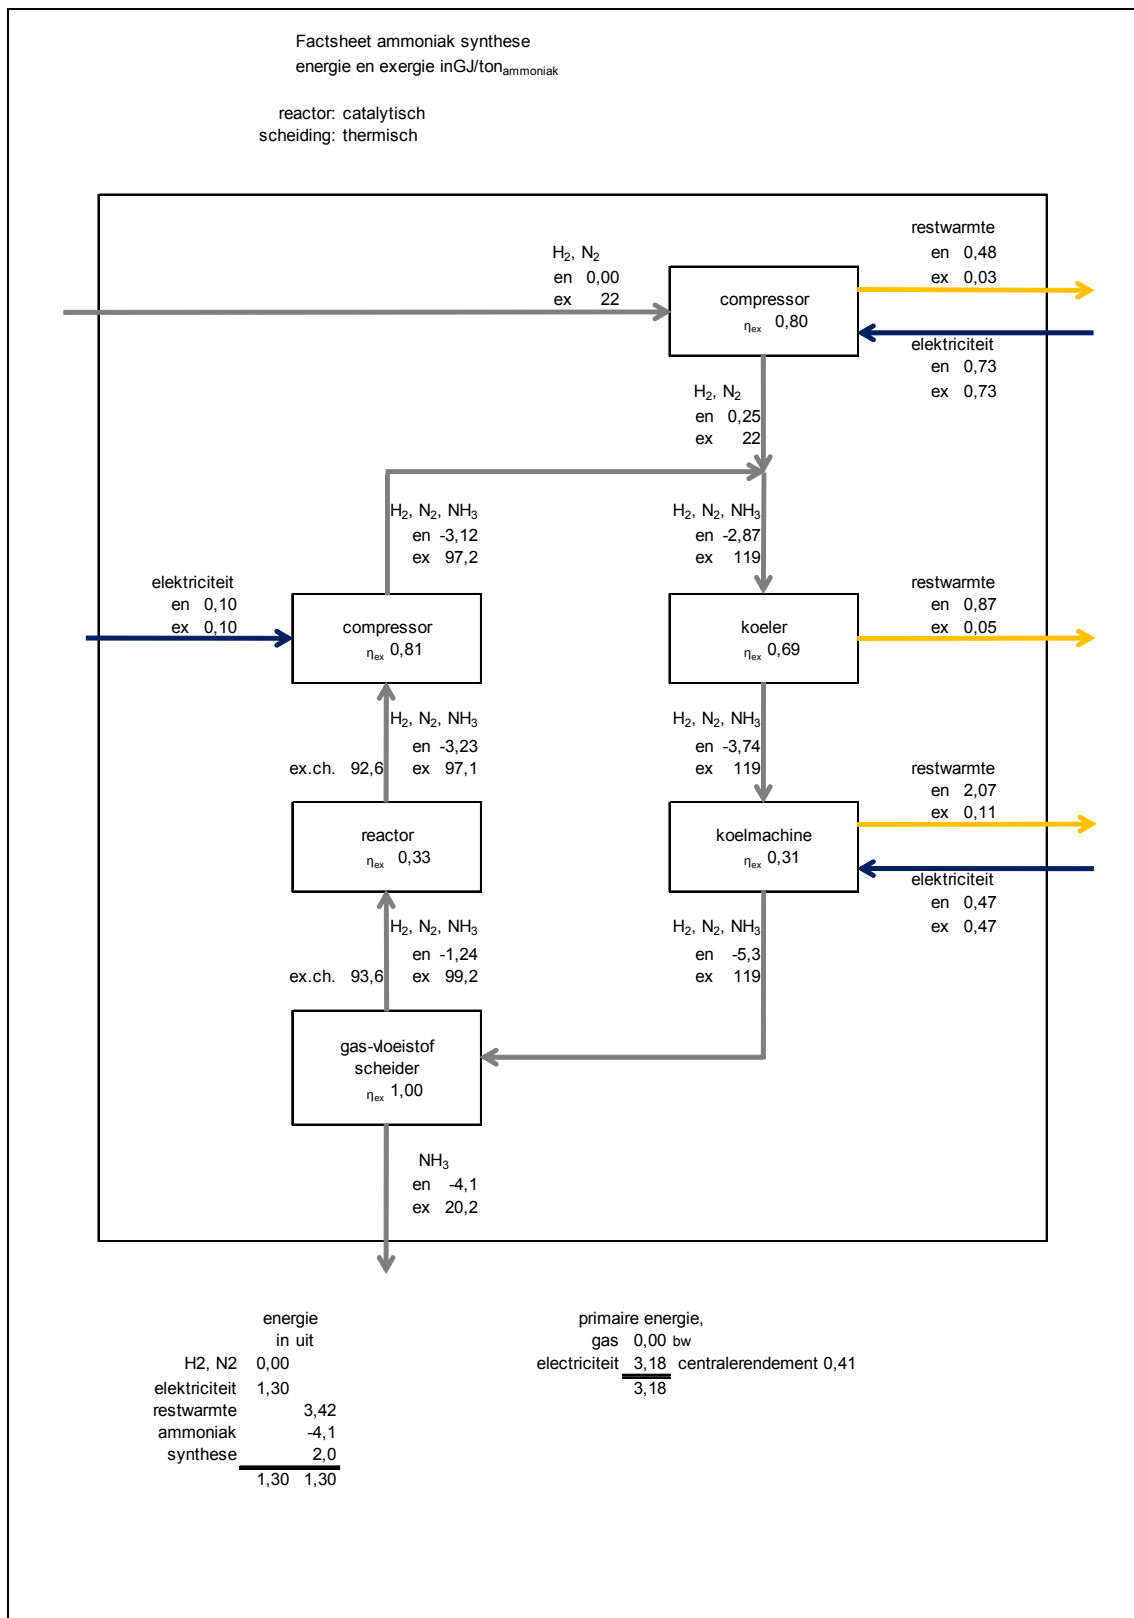 Factsheet ammoniak synthese
energie en exergie inGJ/ton ammoniak
reactor: catalytisch
scheiding: thermisch
restwarmte
en 0,48
ex 0,03
H2, N2
en 0,00
ex 22
compressor
ηex 0,80
elektriciteit
en 0,73
ex 0,73
H2, N2
en 0,25
ex 22
H2, N2, NH3
en -3,12
ex 97,2
H2, N2, NH3
en -2,87
ex 119
elektriciteit
en 0,10
ex 0,10
compressor
ηex 0,81
koeler
ηex 0,69
restwarmte
en 0,87
ex 0,05
H2, N2, NH3
en -3,23
ex.ch. 92,6 ex 97,1
H2, N2, NH3
en -3,74
ex 119
restwarmte
en 2,07
ex 0,11
reactor
ηex 0,33
koelmachine
ηex 0,31
elektriciteit
en 0,47
ex 0,47
H2, N2, NH3
en -1,24
ex.ch. 93,6 ex 99,2
H2, N2, NH3
en -5,3
ex 119
gas-vloeistof
scheider
ηex 1,00
NH3
en -4,1
ex 20,2
energie
in uit
H2, N2 0,00
elektriciteit 1,30
restwarmte 3,42
ammoniak -4,1
synthese 2,0
1,30 1,30
primaire energie,
gas 0,00 bw
electriciteit 3,18 centralerendement 0,41
3,18